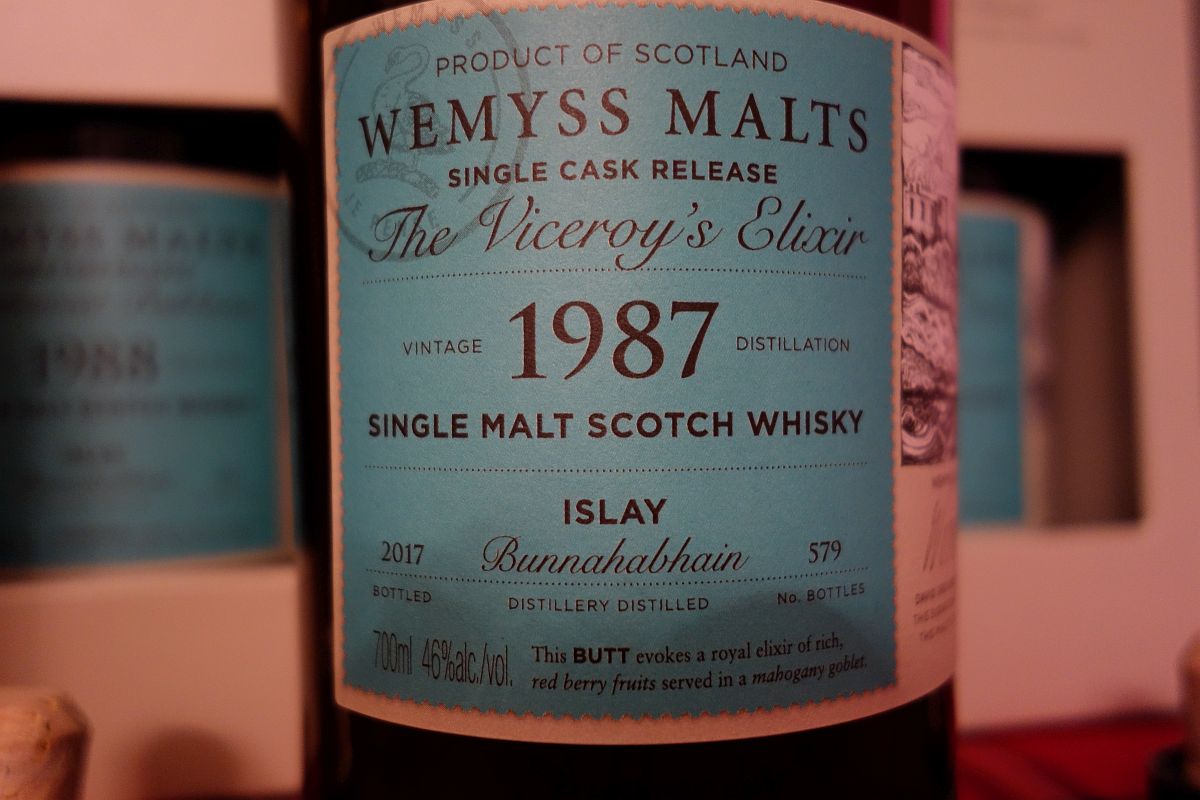 PRODUCT OF SCOTLAND
WEMYSS MALTS
SINGLE CASK RELEASE
The Viceroy's Elixir
VINTAGE 1987 DISTILLATION
SINGLE MALT SCOTCH WHISKY
ISLAY
2017 Bunnahabhain 579
BOTTLED DISTILLERY DISTILLED No. BOTTLES
700ml 46%alc./vol.
This BUTT evokes a royal elixir of rich,
red berry fruits served in a mahogany goblet.
1988